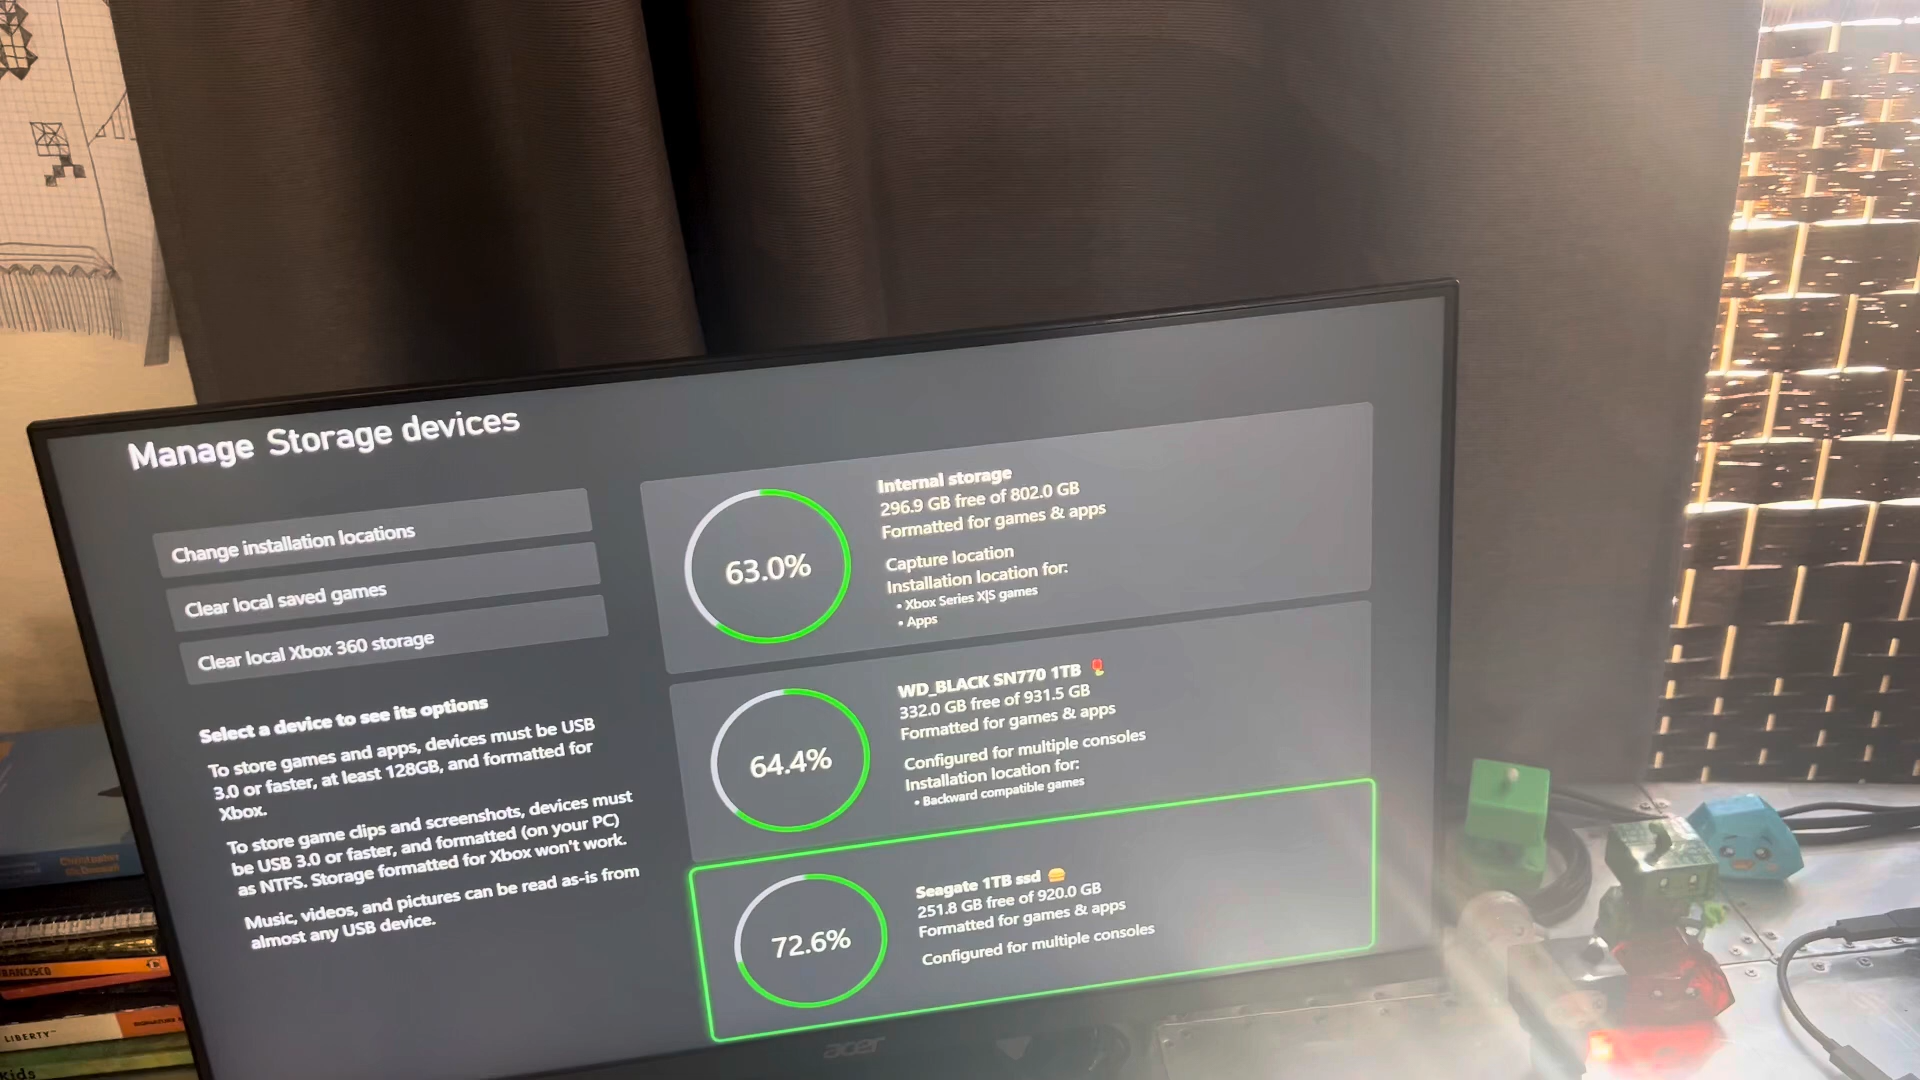 Manage Storage devices
Change installation locations
Clear local saved games
Clear local Xbox 360 storage
Select a device to see its options
To store games and apps, devices must be USB
3.0 or faster, at least 128GB, and formatted for
Xbox.
To store game clips and screenshots, devices must
be USB 3.0 or faster, and formatted (on your PC)
as NTFS. Storage formatted for Xbox won't work.
Music, videos, and pictures can be read as-is from
almost any USB device.
63.0%
Internal storage
296.9 GB free of 802.0 GB
Formatted for games & apps
Capture location
Installation location for:
• Xbox Series X|S games
• Apps
64.4%
WD_BLACK SN770 1TB
332.0 GB free of 931.5 GB
Formatted for games & apps
Configured for multiple consoles
Installation location for:
• Backward compatible games
72.6%
Seagate 1TB ssd
251.8 GB free of 920.0 GB
Formatted for games & apps
Configured for multiple consoles
acer
Christopher
LIBERTY
Kids